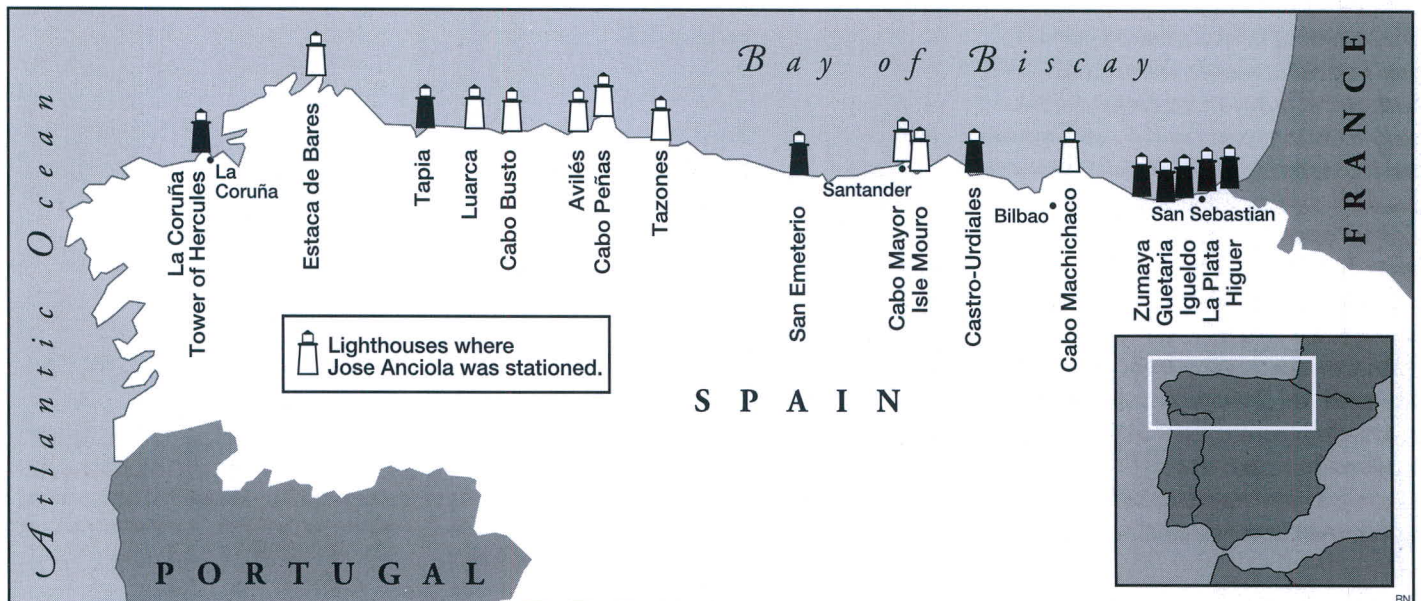 Bay of Biscay
Atlantic Ocean
FRANCE
La Coruña
Tower of Hercules
La
Coruña
Estaca de Bares
Tapia
Luarca
Cabo Busto
Avilés
Cabo Peñas
Tazones
San Emeterio
Santander
Cabo Mayor
Isle Mouro
Castro-Urdiales
Bilbao
Cabo Machichaco
San Sebastian
Zumaya
Guetaria
Igueldo
La Plata
Higuer
Lighthouses where
Jose Anciola was stationed.
SPAIN
PORTUGAL
RN